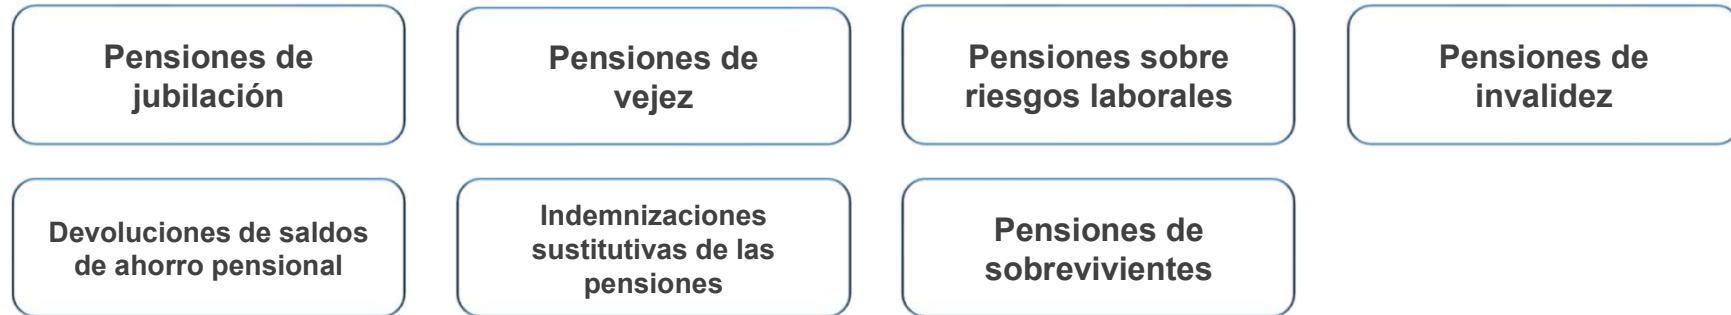 Pensiones de
jubilación
Pensiones de
vejez
Pensiones sobre
riesgos laborales
Pensiones de
invalidez
Devoluciones de saldos
de ahorro pensional
Indemnizaciones
sustitutivas de las
pensiones
Pensiones de
sobrevivientes